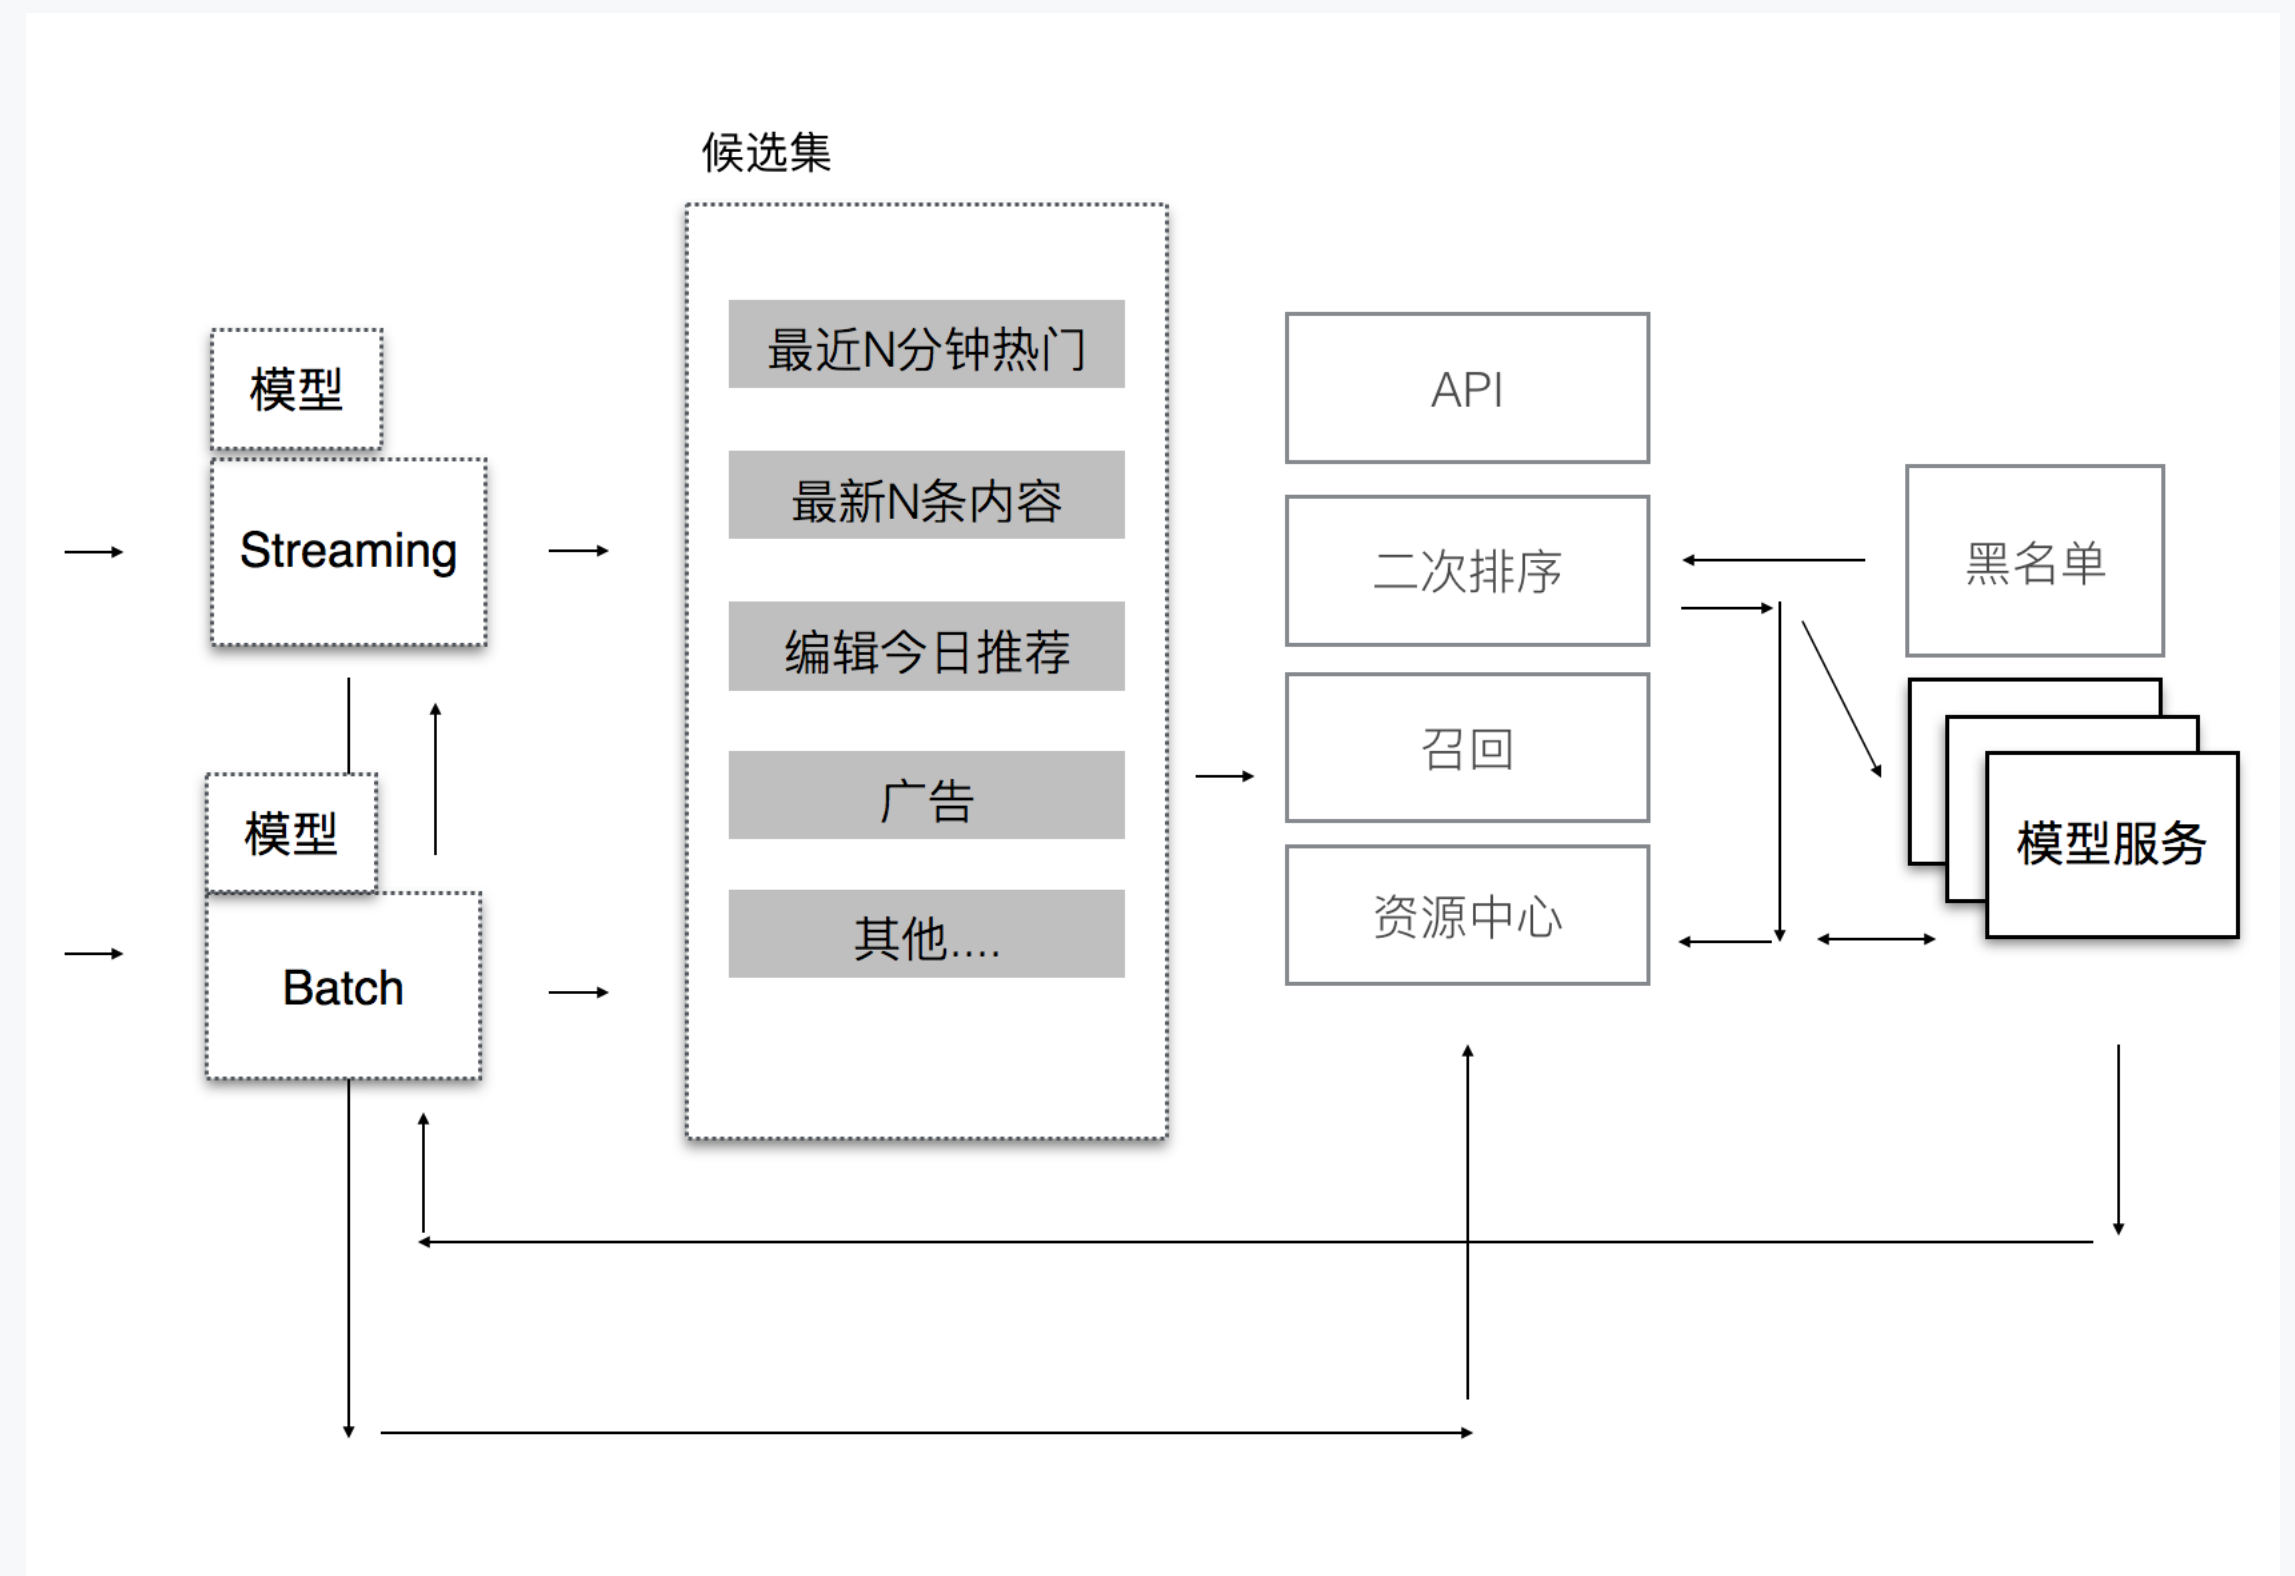 候选集
模型
Streaming
模型
Batch
最近N分钟热门
最新N条内容
编辑今日推荐
广告
其他....
API
二次排序
召回
资源中心
黑名单
模型服务